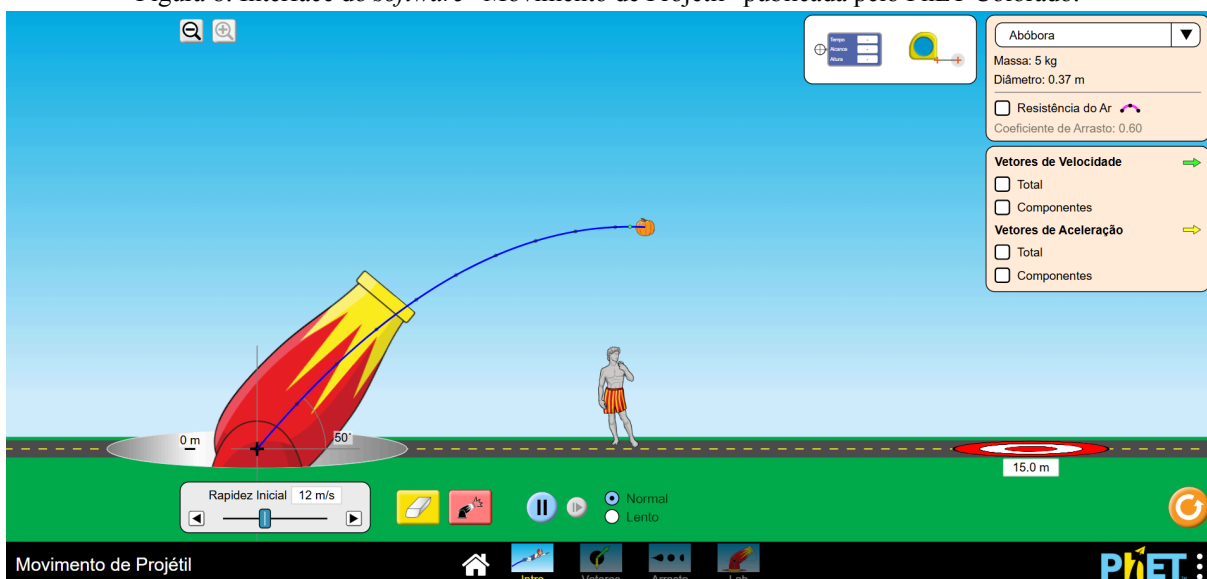 Figura 6: Interface do software "Movimento de Projétil" publicada pelo PhET Colorado.
Tempo
-
Alcance
-
Altura
-
Abóbora
Massa: 5 kg
Diâmetro: 0.37 m
Resistência do Ar
Coeficiente de Arrasto: 0.60
Vetores de Velocidade
Total
Componentes
Vetores de Aceleração
Total
Componentes
0 m
50°
15.0 m
Rapidez Inicial 12 m/s
Normal
Lento
Movimento de Projétil
Intro
Vetores
Arrasto
Lab
PhET